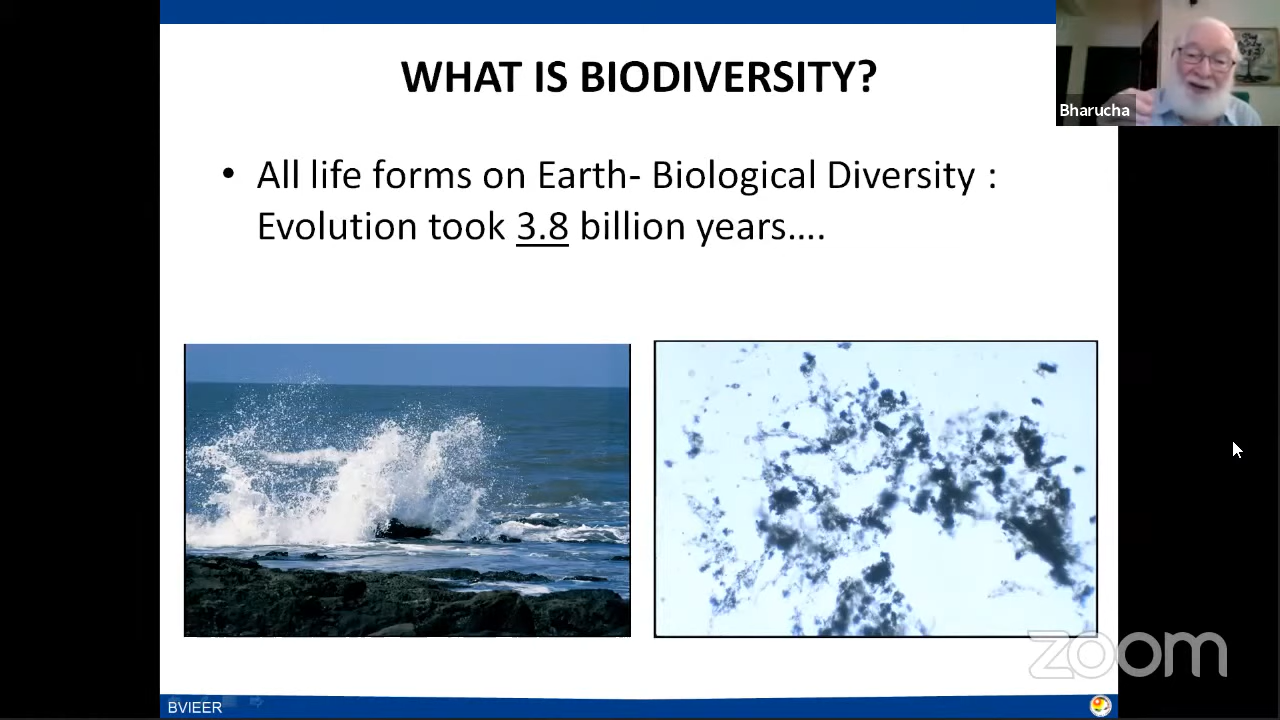 WHAT IS BIODIVERSITY?
Bharucha
• All life forms on Earth- Biological Diversity :
Evolution took 3.8 billion years....
zoom
BVIEER